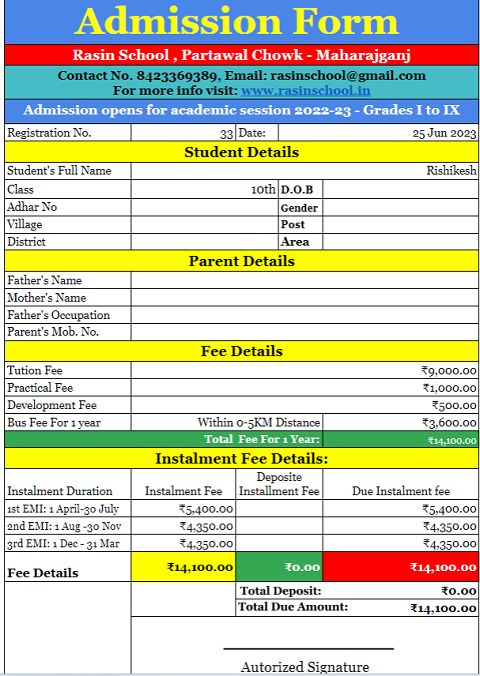 Admission Form
Rasin School , Partawal Chowk - Maharajganj
Contact No. 8423369389, Email: rasinschool@gmail.com
For more info visit: www.rasinschool.in
Admission opens for academic session 2022-23 - Grades I to IX
Registration No. 33 Date: 25 Jun 2023
Student Details
Student's Full Name Rishikesh
Class 10th D.O.B
Adhar No Gender
Village Post
District Area
Parent Details
Father's Name
Mother's Name
Father's Occupation
Parent's Mob. No.
Fee Details
Tution Fee ₹9,000.00
Practical Fee ₹1,000.00
Development Fee ₹500.00
Bus Fee For 1 year Within 0-5KM Distance ₹3,600.00
Total Fee For 1 Year: ₹14,100.00
Instalment Fee Details:
Instalment Duration Instalment Fee Deposite Installment Fee Due Instalment fee
1st EMI: 1 April-30 July ₹5,400.00 ₹5,400.00
2nd EMI: 1 Aug -30 Nov ₹4,350.00 ₹4,350.00
3rd EMI: 1 Dec - 31 Mar ₹4,350.00 ₹4,350.00
Fee Details ₹14,100.00 ₹0.00 ₹14,100.00
Total Deposit: ₹0.00
Total Due Amount: ₹14,100.00
Autorized Signature